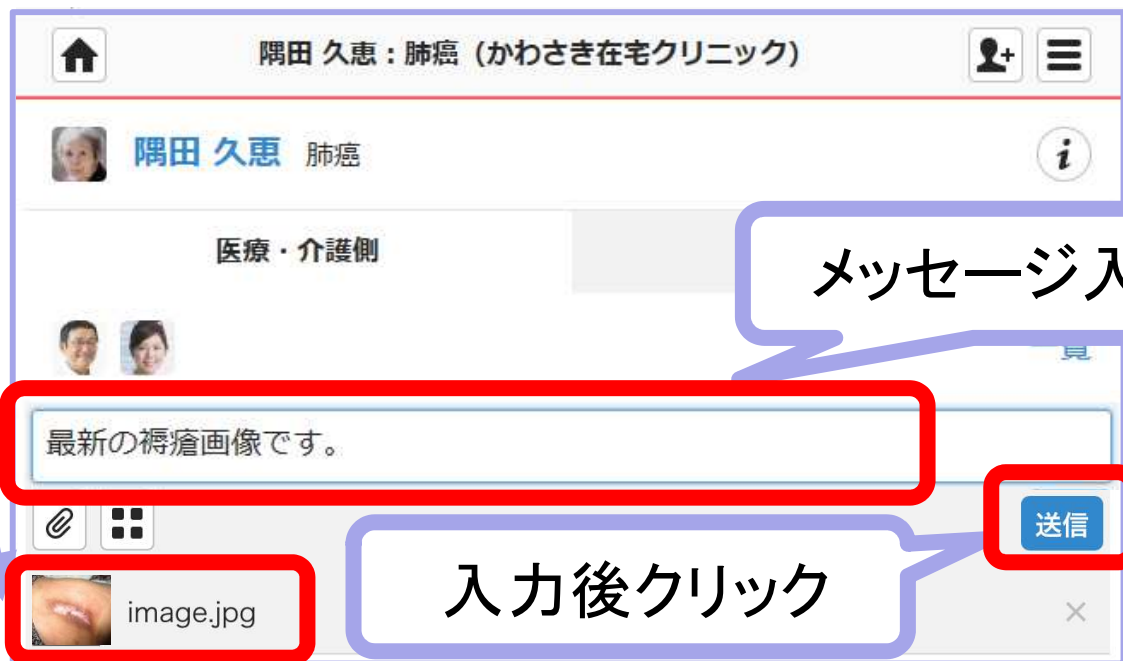 隅田 久恵：肺癌（かわさき在宅クリニック）
隅田 久恵 肺癌
医療・介護側
メッセージ入
覧
最新の褥瘡画像です。
送信
入力後クリック
image.jpg